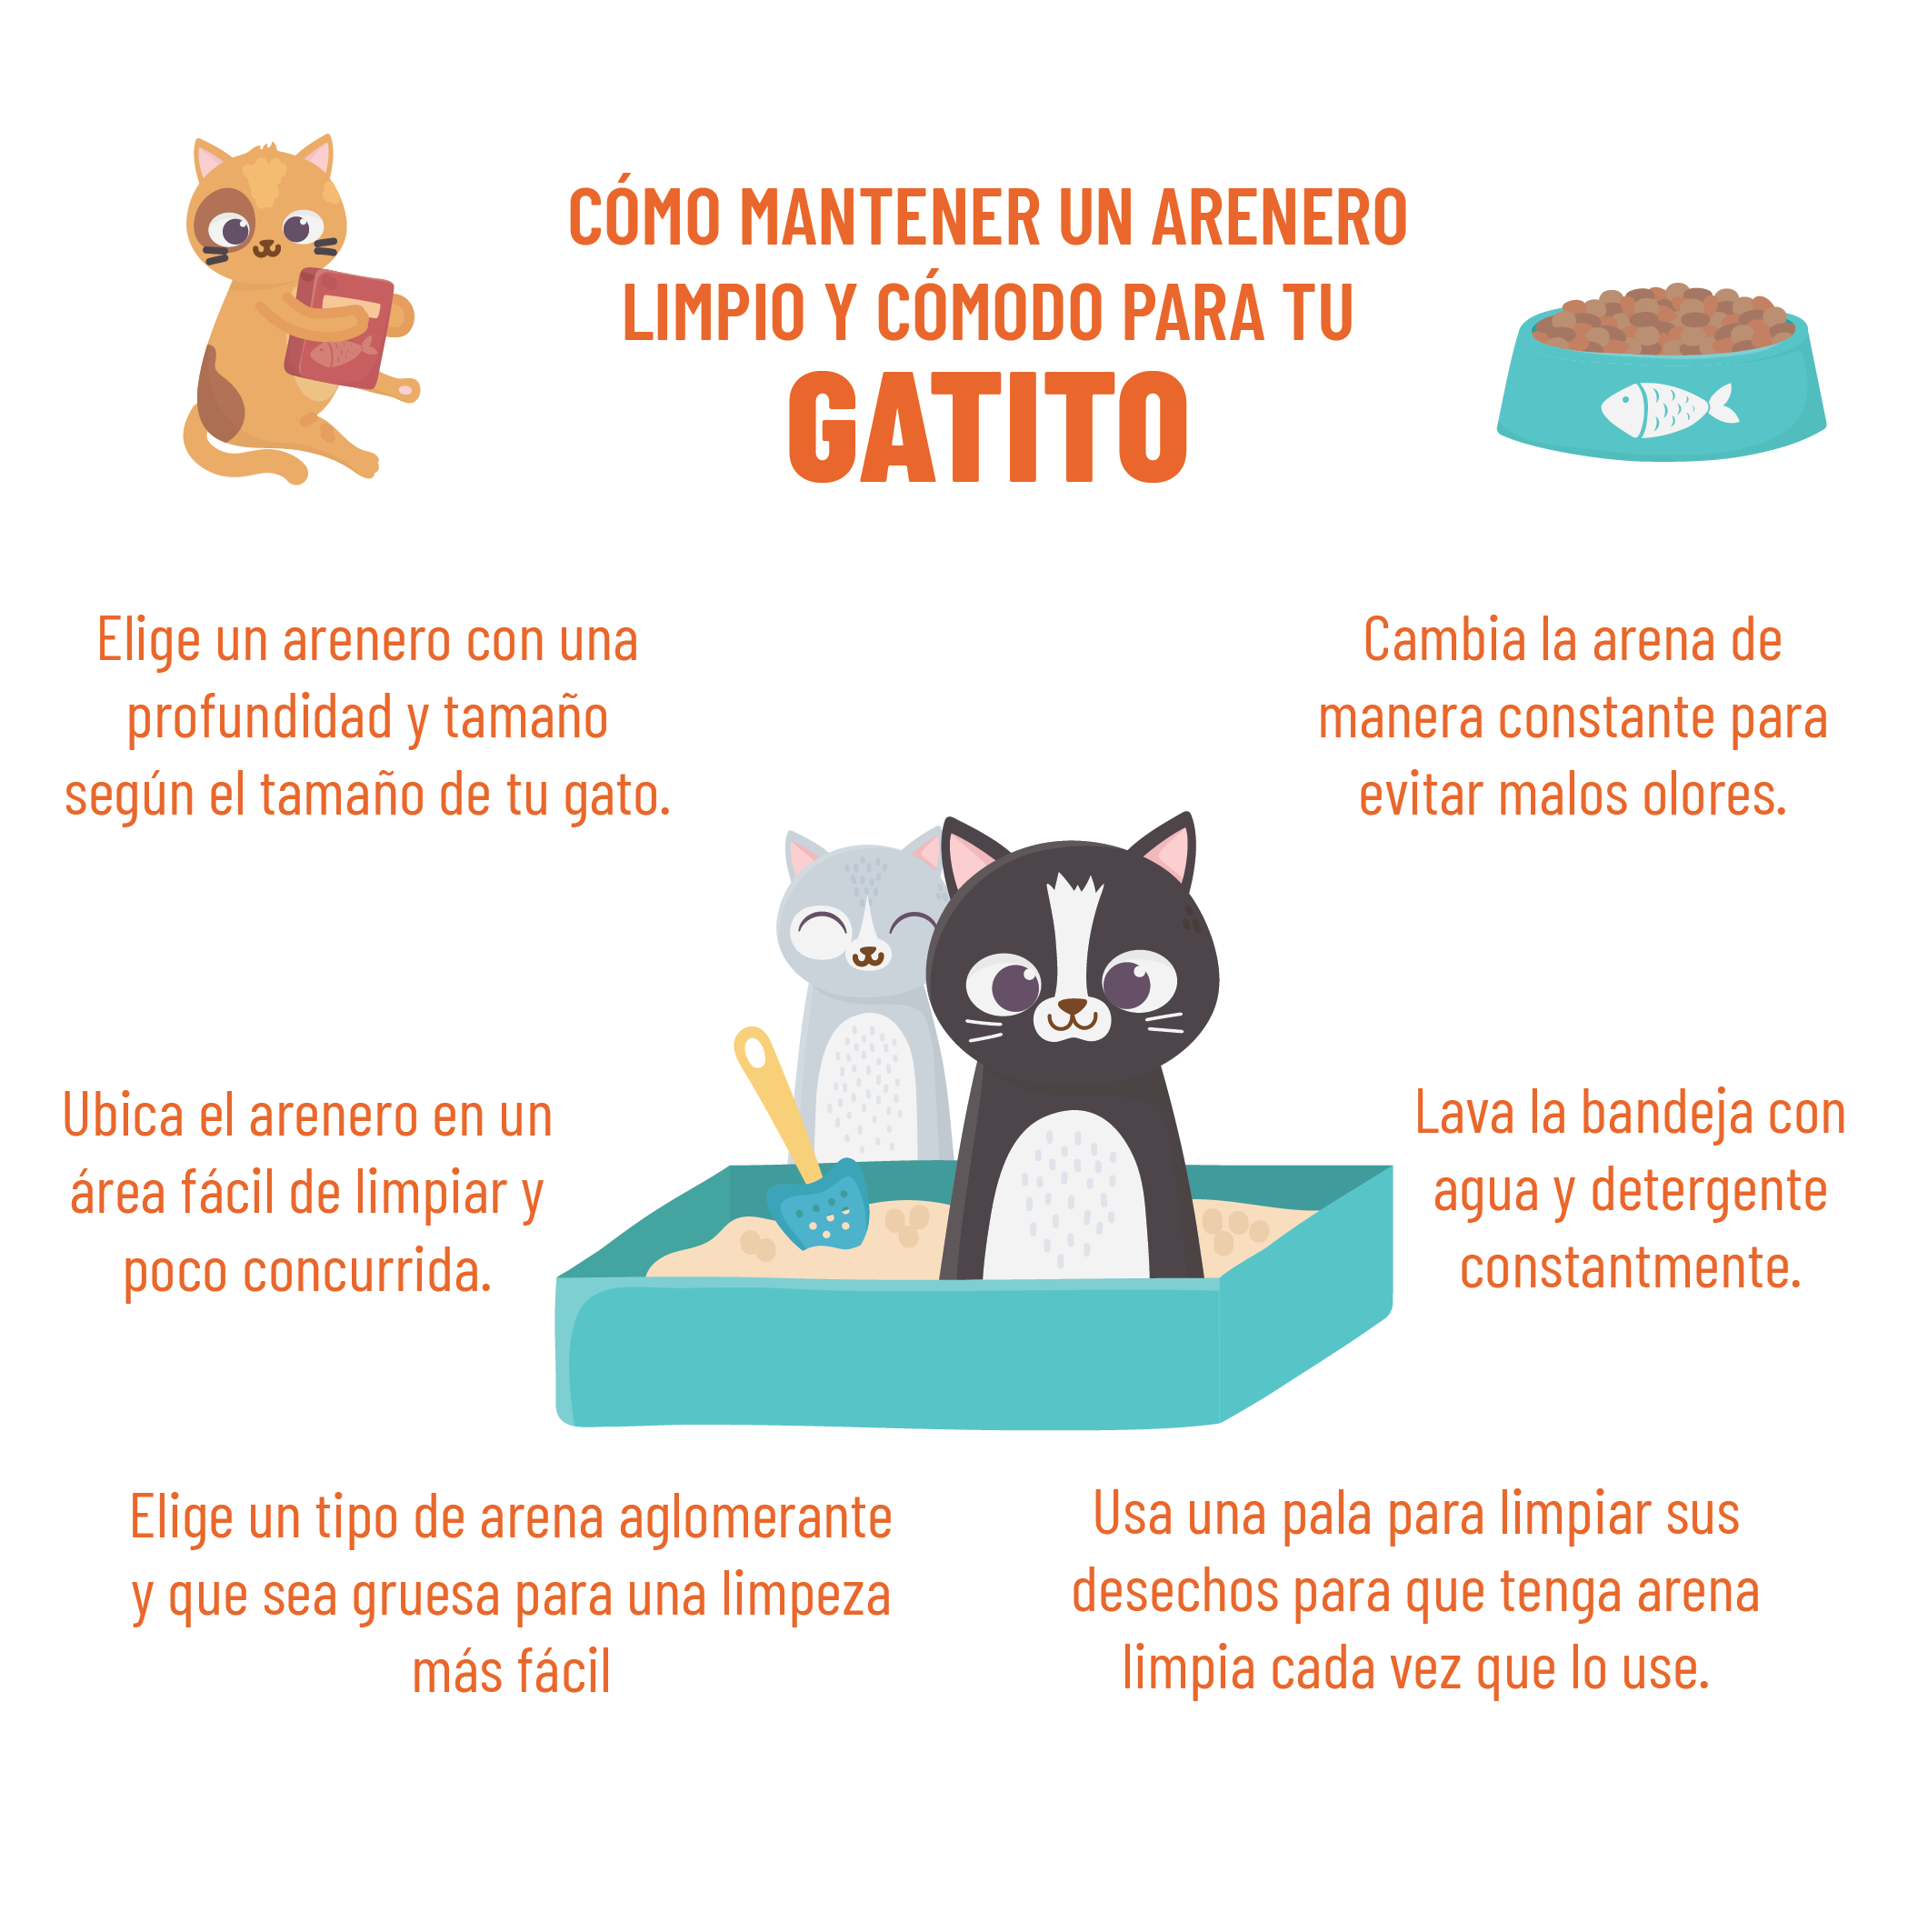 CÓMO MANTENER UN ARENERO
LIMPIO Y CÓMODO PARA TU
GATITO
Elige un arenero con una
profundidad y tamaño
según el tamaño de tu gato.
Cambia la arena de
manera constante para
evitar malos olores.
Ubica el arenero en un
área fácil de limpiar y
poco concurrida.
Lava la bandeja con
agua y detergente
constantmente.
Elige un tipo de arena aglomerante
y que sea gruesa para una limpeza
más fácil
Usa una pala para limpiar sus
desechos para que tenga arena
limpia cada vez que lo use.